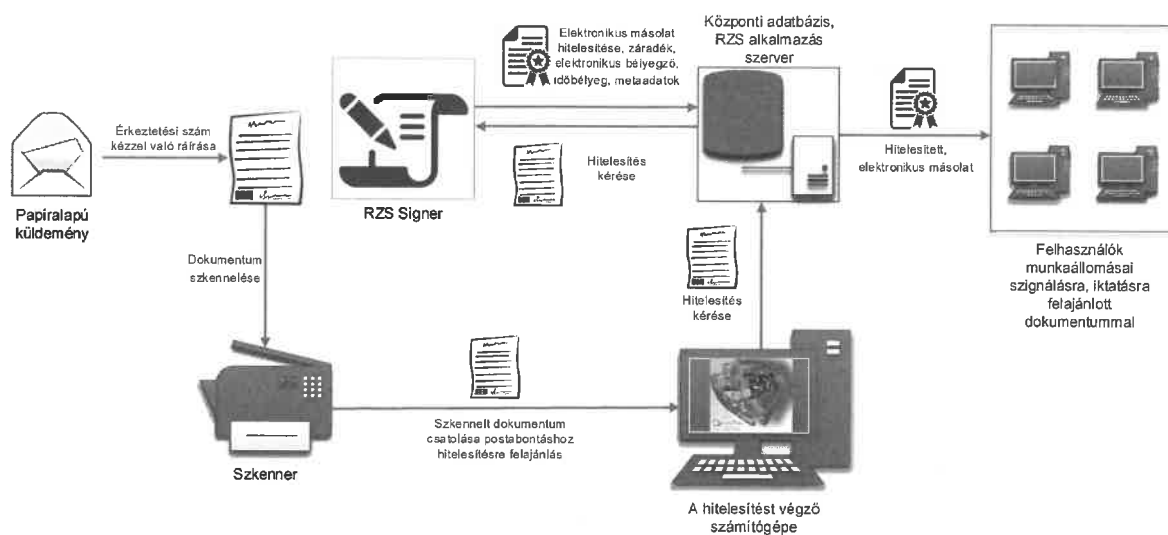 Elektronikus másolat
hitelesítése, záradék,
elektronikus bélyegző,
időbélyeg, metaadatok
Központi adatbázis,
RZS alkalmazás
szerver
Érkeztetési szám
kézzel való ráírása
Papíralapú
küldemény
RZS Signer
Hitelesítés
kérése
Hitelesített,
elektronikus másolat
Felhasználók
munkaállomásai
szignálásra, iktatásra
felajánlott
dokumentummal
Dokumentum
szkennelése
Hitelesítés
kérése
Szkenner
Szkennelt dokumentum
csatolása postabontáshoz
hitelesítésre felajánlás
A hitelesítést végző
számítógépe